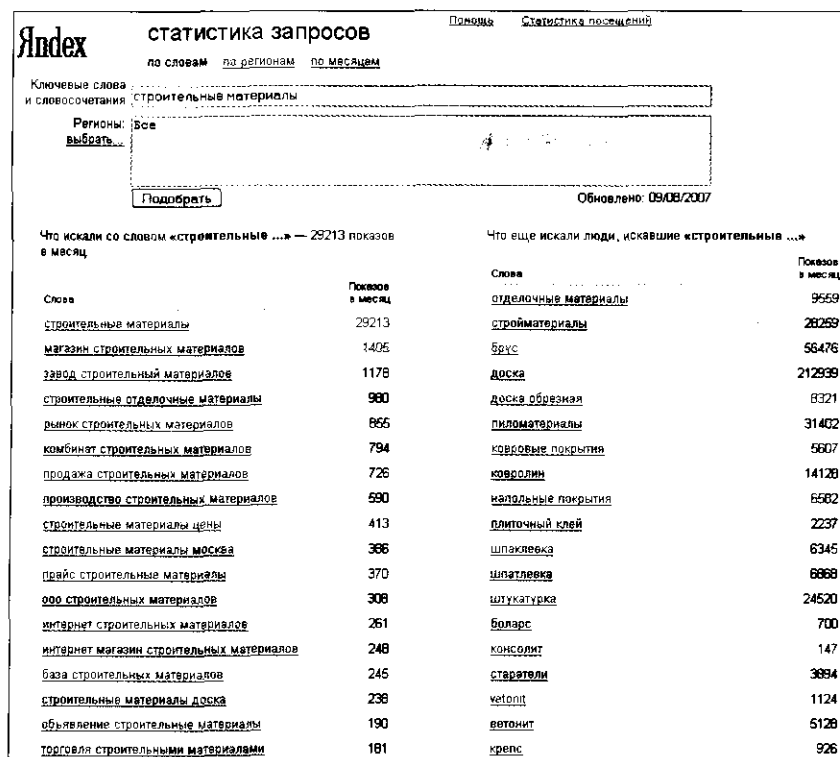 Помощь Статистика посещений
Яndex
статистика запросов
по словам по регионам по месяцам
Ключевые слова
и словосочетания
строительные материалы
Регионы:
выбрать...
Все
Подобрать
Обновлено: 09/08/2007
Что искали со словом «строительные ...» — 29213 показов
в месяц
Слова Показов
в месяц
строительные материалы 29213
магазин строительных материалов 1405
завод строительный материалов 1178
строительные отделочные материалы 980
рынок строительных материалов 855
комбинат строительных материалов 794
продажа строительных материалов 726
производство строительных материалов 590
строительные материалы цены 413
строительные материалы москва 386
прайс строительные материалы 370
ооо строительных материалов 308
интернет строительных материалов 261
интернет магазин строительных материалов 248
база строительных материалов 245
строительные материалы доска 238
объявление строительные материалы 190
торговля строительными материалами 181
Что еще искали люди, искавшие «строительные ...»
Слова Показов
в месяц
отделочные материалы 9559
стройматериалы 28259
брус 56476
доска 212939
доска обрезная 8321
пиломатериалы 31402
ковровые покрытия 5607
ковролин 14128
напольные покрытия 6582
плиточный клей 2237
шпаклевка 6345
шпатлевка 6868
штукатурка 24520
боларс 700
консолит 147
старатели 3894
vetonit 1124
ветонит 5128
крепс 926